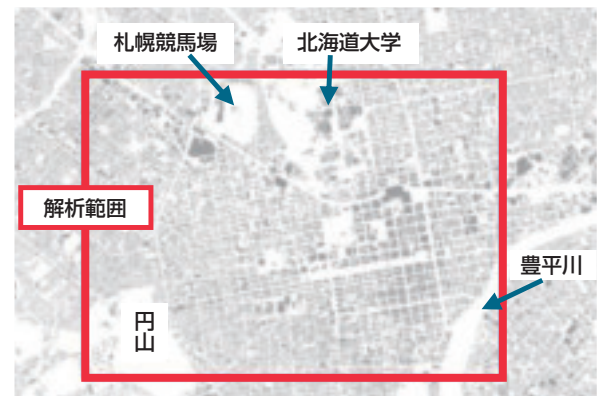 札幌競馬場
北海道大学
解析範囲
豊平川
円山